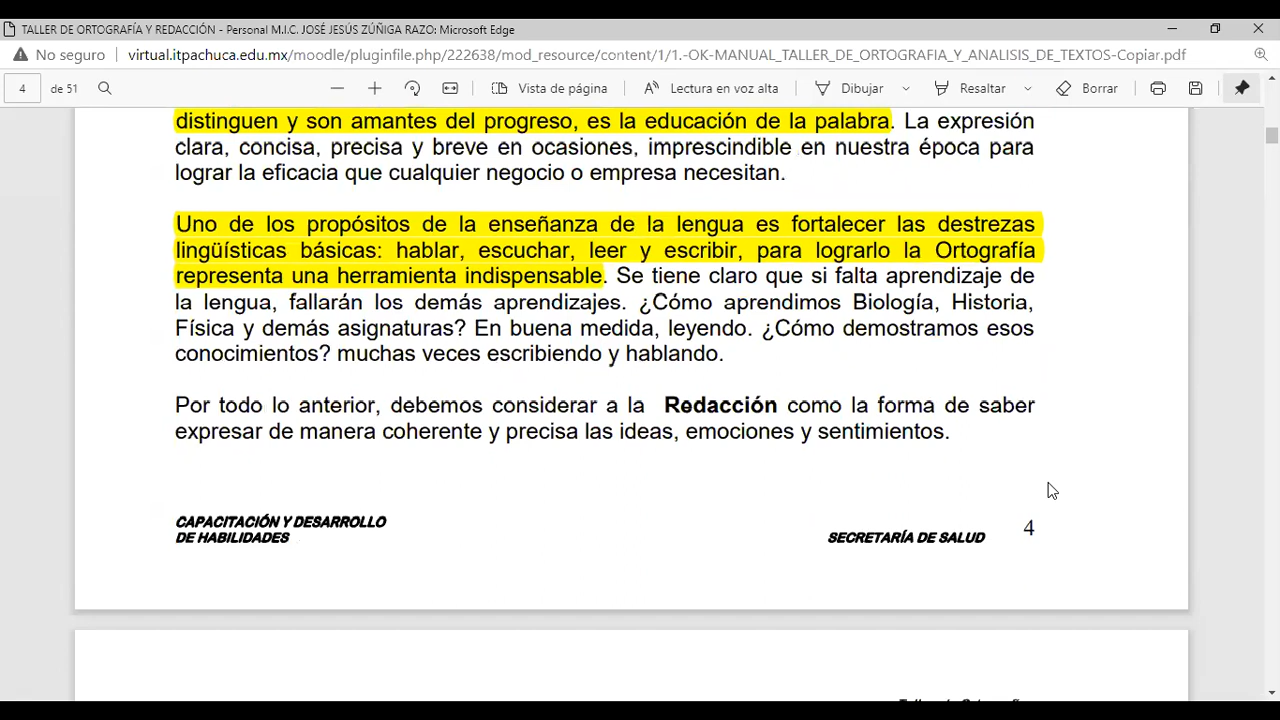 TALLER DE ORTOGRAFÍA Y REDACCIÓN - Personal M.I.C. JOSÉ JESÚS ZÚÑIGA RAZO: Microsoft Edge
No seguro virtual.itpachuca.edu.mx/moodle/pluginfile.php/222638/mod_resource/content/1/1.-OK-MANUAL_TALLER_DE_ORTOGRAFIA_Y_ANALISIS_DE_TEXTOS-Copiar.pdf
4 de 51 Vista de página Lectura en voz alta Dibujar Resaltar Borrar
distinguen y son amantes del progreso, es la educación de la palabra. La expresión
clara, concisa, precisa y breve en ocasiones, imprescindible en nuestra época para
lograr la eficacia que cualquier negocio o empresa necesitan.
Uno de los propósitos de la enseñanza de la lengua es fortalecer las destrezas
lingüísticas básicas: hablar, escuchar, leer y escribir, para lograrlo la Ortografía
representa una herramienta indispensable. Se tiene claro que si falta aprendizaje de
la lengua, fallarán los demás aprendizajes. ¿Cómo aprendimos Biología, Historia,
Física y demás asignaturas? En buena medida, leyendo. ¿Cómo demostramos esos
conocimientos? muchas veces escribiendo y hablando.
Por todo lo anterior, debemos considerar a la Redacción como la forma de saber
expresar de manera coherente y precisa las ideas, emociones y sentimientos.
CAPACITACIÓN Y DESARROLLO
DE HABILIDADES
SECRETARÍA DE SALUD 4